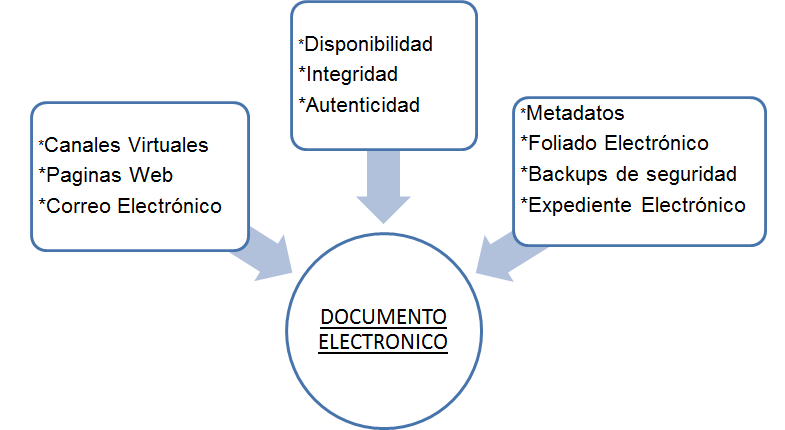 *Disponibilidad
*Integridad
*Autenticidad
*Canales Virtuales
*Paginas Web
*Correo Electrónico
*Metadatos
*Foliado Electrónico
*Backups de seguridad
*Expediente Electrónico
DOCUMENTO
ELECTRONICO